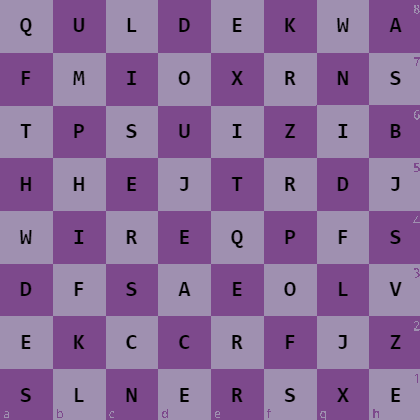 Q U L D E K W A 8
F M I O X R N S 7
T P S U I Z I B 6
H H E J T R D J 5
W I R E Q P F S 4
D F S A E O L V 3
E K C C R F J Z 2
S L N E R S X E 1
a b c d e f g h